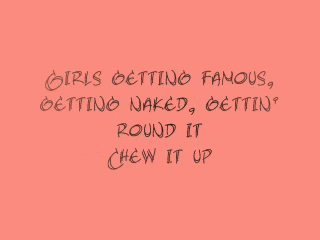 Girls getting famous,
getting naked, gettin'
round it
Chew it up